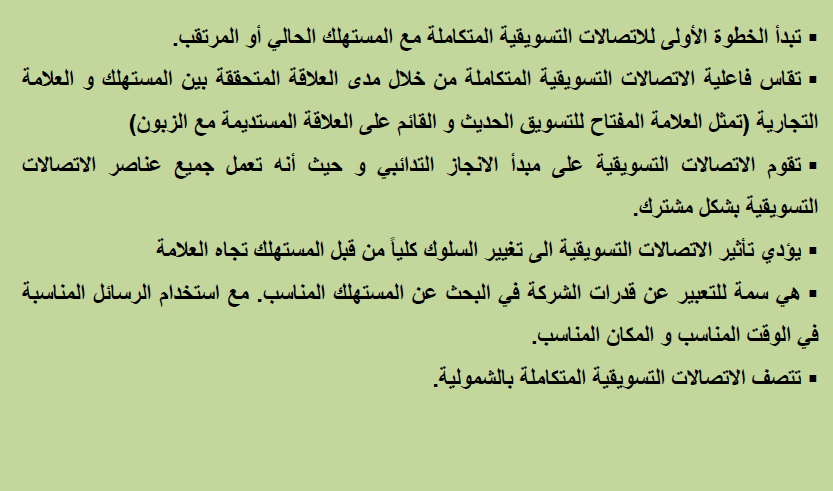 ▪ تبدأ الخطوة الأولى للاتصالات التسويقية المتكاملة مع المستهلك الحالي أو المرتقب.
▪ تقاس فاعلية الاتصالات التسويقية المتكاملة من خلال مدى العلاقة المتحققة بين المستهلك و العلامة
التجارية (تمثل العلامة المفتاح للتسويق الحديث و القائم على العلاقة المستديمة مع الزبون)
▪ تقوم الاتصالات التسويقية على مبدأ الانجاز التدائبي و حيث أنه تعمل جميع عناصر الاتصالات
التسويقية بشكل مشترك.
▪ يؤدي تأثير الاتصالات التسويقية الى تغيير السلوك كلياً من قبل المستهلك تجاه العلامة
▪ هي سمة للتعبير عن قدرات الشركة في البحث عن المستهلك المناسب. مع استخدام الرسائل المناسبة
في الوقت المناسب و المكان المناسب.
▪ تتصف الاتصالات التسويقية المتكاملة بالشمولية.